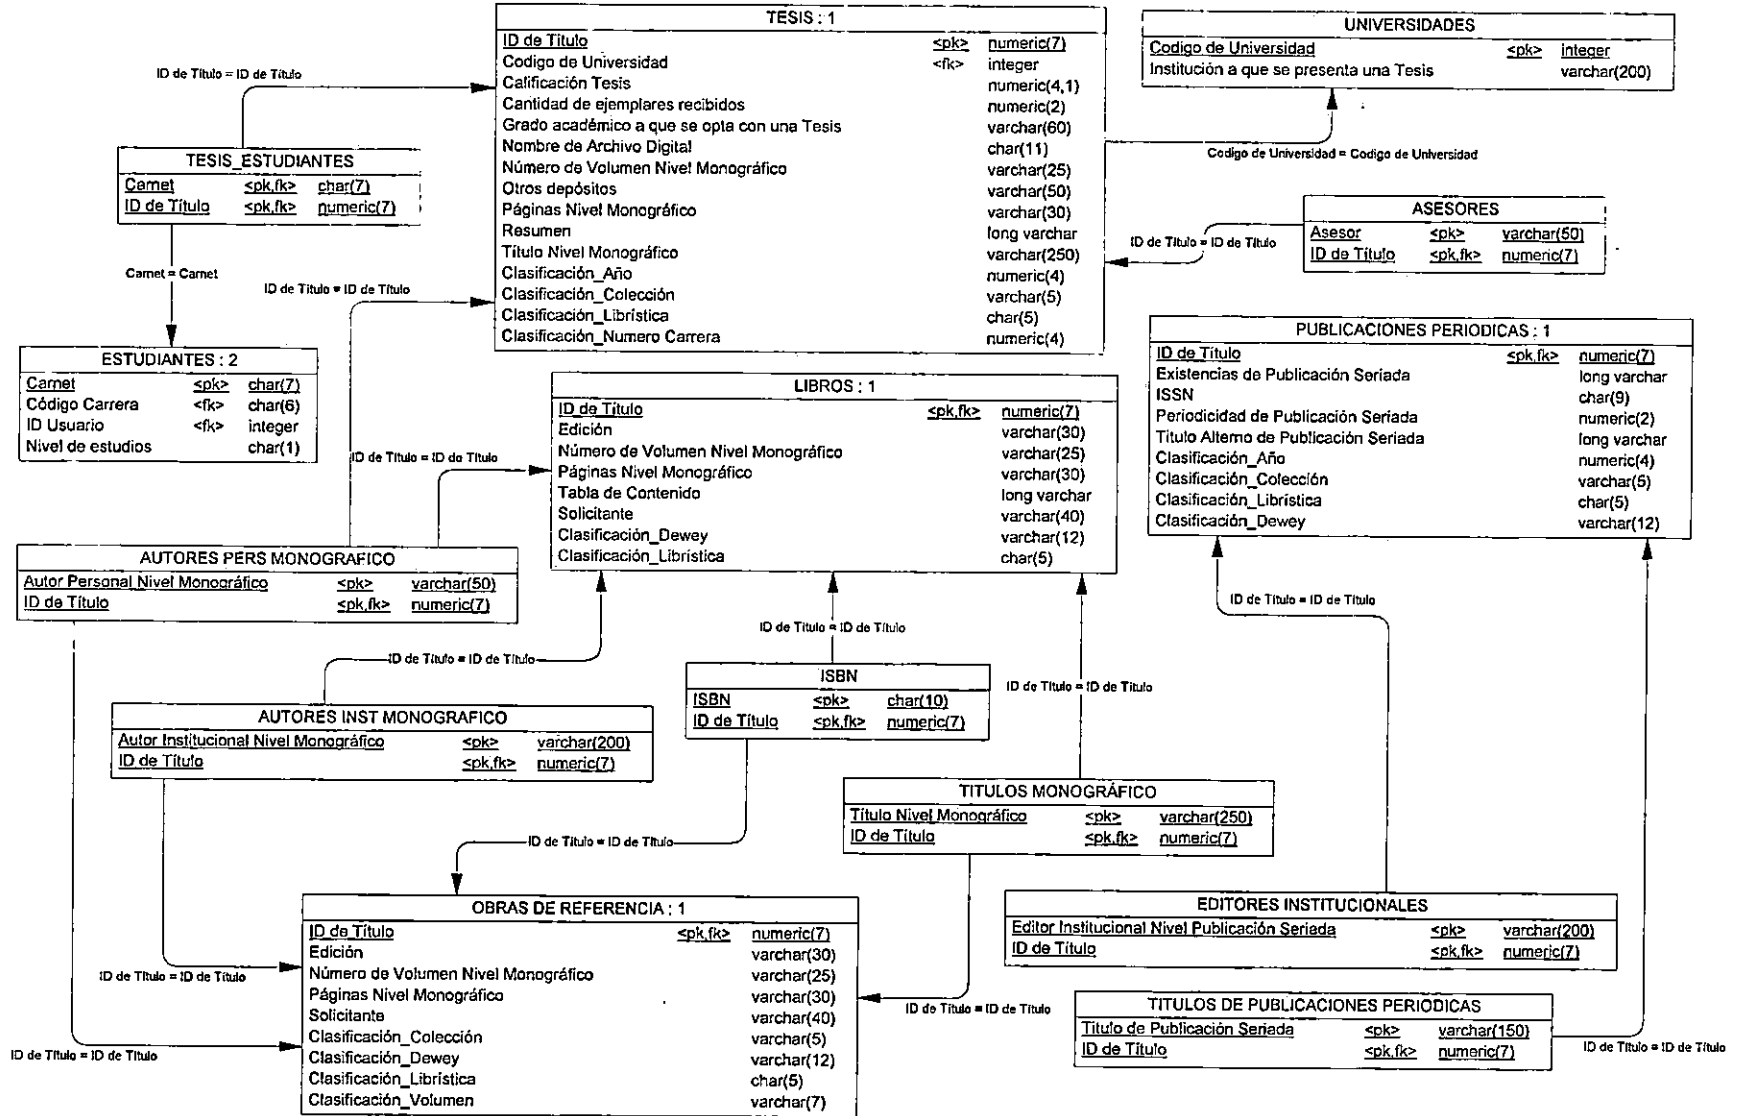 TESIS : 1
ID de Título <pk> numeric(7)
Codigo de Universidad <fk> integer
Calificación Tesis numeric(4,1)
Cantidad de ejemplares recibidos numeric(2)
Grado académico a que se opta con una Tesis varchar(60)
Nombre de Archivo Digital char(11)
Número de Volumen Nivel Monográfico varchar(25)
Otros depósitos varchar(50)
Páginas Nivel Monográfico varchar(30)
Resumen long varchar
Título Nivel Monográfico varchar(250)
Clasificación_Año numeric(4)
Clasificación_Colección varchar(5)
Clasificación_Librística char(5)
Clasificación_Numero Carrera numeric(4)
UNIVERSIDADES
Codigo de Universidad <pk> integer
Institución a que se presenta una Tesis varchar(200)
ID de Título = ID de Título
Codigo de Universidad = Codigo de Universidad
TESIS_ESTUDIANTES
Carnet <pk,fk> char(7)
ID de Título <pk,fk> numeric(7)
ASESORES
Asesor <pk> varchar(50)
ID de Título <pk,fk> numeric(7)
ID de Título = ID de Título
Carnet = Carnet
ID de Título = ID de Título
ESTUDIANTES : 2
Carnet <pk> char(7)
Código Carrera <fk> char(6)
ID Usuario <fk> integer
Nivel de estudios char(1)
PUBLICACIONES PERIODICAS : 1
ID de Título <pk,fk> numeric(7)
Existencias de Publicación Seriada long varchar
ISSN char(9)
Periodicidad de Publicación Seriada numeric(2)
Titulo Alterno de Publicación Seriada long varchar
Clasificación_Año numeric(4)
Clasificación_Colección varchar(5)
Clasificación_Librística char(5)
Clasificación_Dewey varchar(12)
LIBROS : 1
ID de Título <pk,fk> numeric(7)
Edición varchar(30)
Número de Volumen Nivel Monográfico varchar(25)
Páginas Nivel Monográfico varchar(30)
Tabla de Contenido long varchar
Solicitante varchar(40)
Clasificación_Dewey varchar(12)
Clasificación_Librística char(5)
ID de Título = ID de Título
AUTORES PERS MONOGRAFICO
Autor Personal Nivel Monográfico <pk> varchar(50)
ID de Título <pk,fk> numeric(7)
ID de Título = ID de Título
ID de Título = ID de Título
ID de Título = ID de Título
ID de Título = ID de Título
ISBN
ISBN <pk> char(10)
ID de Título <pk,fk> numeric(7)
AUTORES INST MONOGRAFICO
Autor Institucional Nivel Monográfico <pk> varchar(200)
ID de Título <pk,fk> numeric(7)
TITULOS MONOGRÁFICO
Título Nivel Monográfico <pk> varchar(250)
ID de Título <pk,fk> numeric(7)
ID de Título = ID de Título
OBRAS DE REFERENCIA : 1
ID de Título <pk,fk> numeric(7)
Edición varchar(30)
Número de Volumen Nivel Monográfico varchar(25)
Páginas Nivel Monográfico varchar(30)
Solicitante varchar(40)
Clasificación_Colección varchar(5)
Clasificación_Dewey varchar(12)
Clasificación_Librística char(5)
Clasificación_Volumen varchar(7)
EDITORES INSTITUCIONALES
Editor Institucional Nivel Publicación Seriada <pk> varchar(200)
ID de Título <pk,fk> numeric(7)
ID de Título = ID de Título
ID de Título = ID de Título
TITULOS DE PUBLICACIONES PERIODICAS
Titulo de Publicación Seriada <pk> varchar(150)
ID de Título <pk,fk> numeric(7)
ID de Título = ID de Título
ID de Título = ID de Título